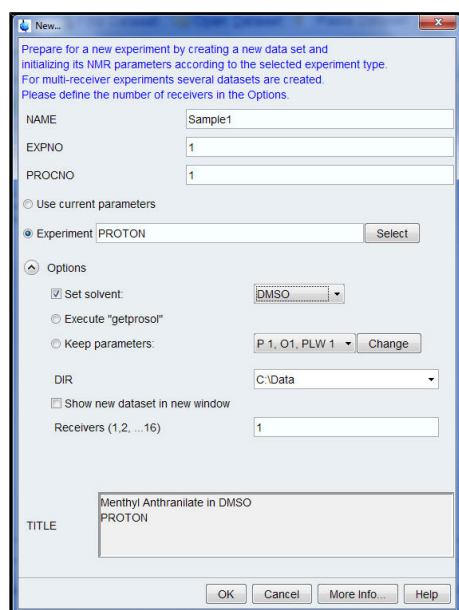 New...
Prepare for a new experiment by creating a new data set and
initializing its NMR parameters according to the selected experiment type.
For multi-receiver experiments several datasets are created.
Please define the number of receivers in the Options.
NAME Sample1
EXPNO 1
PROCNO 1
Use current parameters
Experiment PROTON Select
Options
Set solvent: DMSO
Execute "getprosol"
Keep parameters: P 1, O1, PLW 1 Change
DIR C:\Data
Show new dataset in new window
Receivers (1,2, ...16) 1
Menthyl Anthranilate in DMSO
PROTON
TITLE
OK Cancel More Info... Help